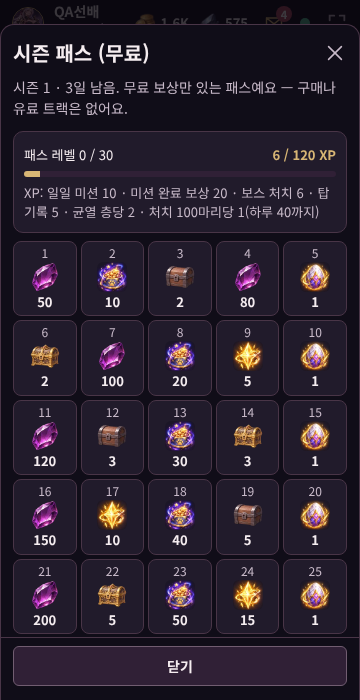 QA선배
1.6K
575
4
시즌 패스 (무료)
시즌 1 · 3일 남음. 무료 보상만 있는 패스예요 — 구매나
유료 트랙은 없어요.
패스 레벨 0 / 30
6 / 120 XP
XP: 일일 미션 10 · 미션 완료 보상 20 · 보스 처치 6 · 탑
기록 5 · 균열 층당 2 · 처치 100마리당 1(하루 40까지)
1 2 3 4 5
50 10 2 80 1
6 7 8 9 10
2 100 20 5 1
11 12 13 14 15
120 3 30 3 1
16 17 18 19 20
150 10 40 5 1
21 22 23 24 25
200 5 50 15 1
닫기